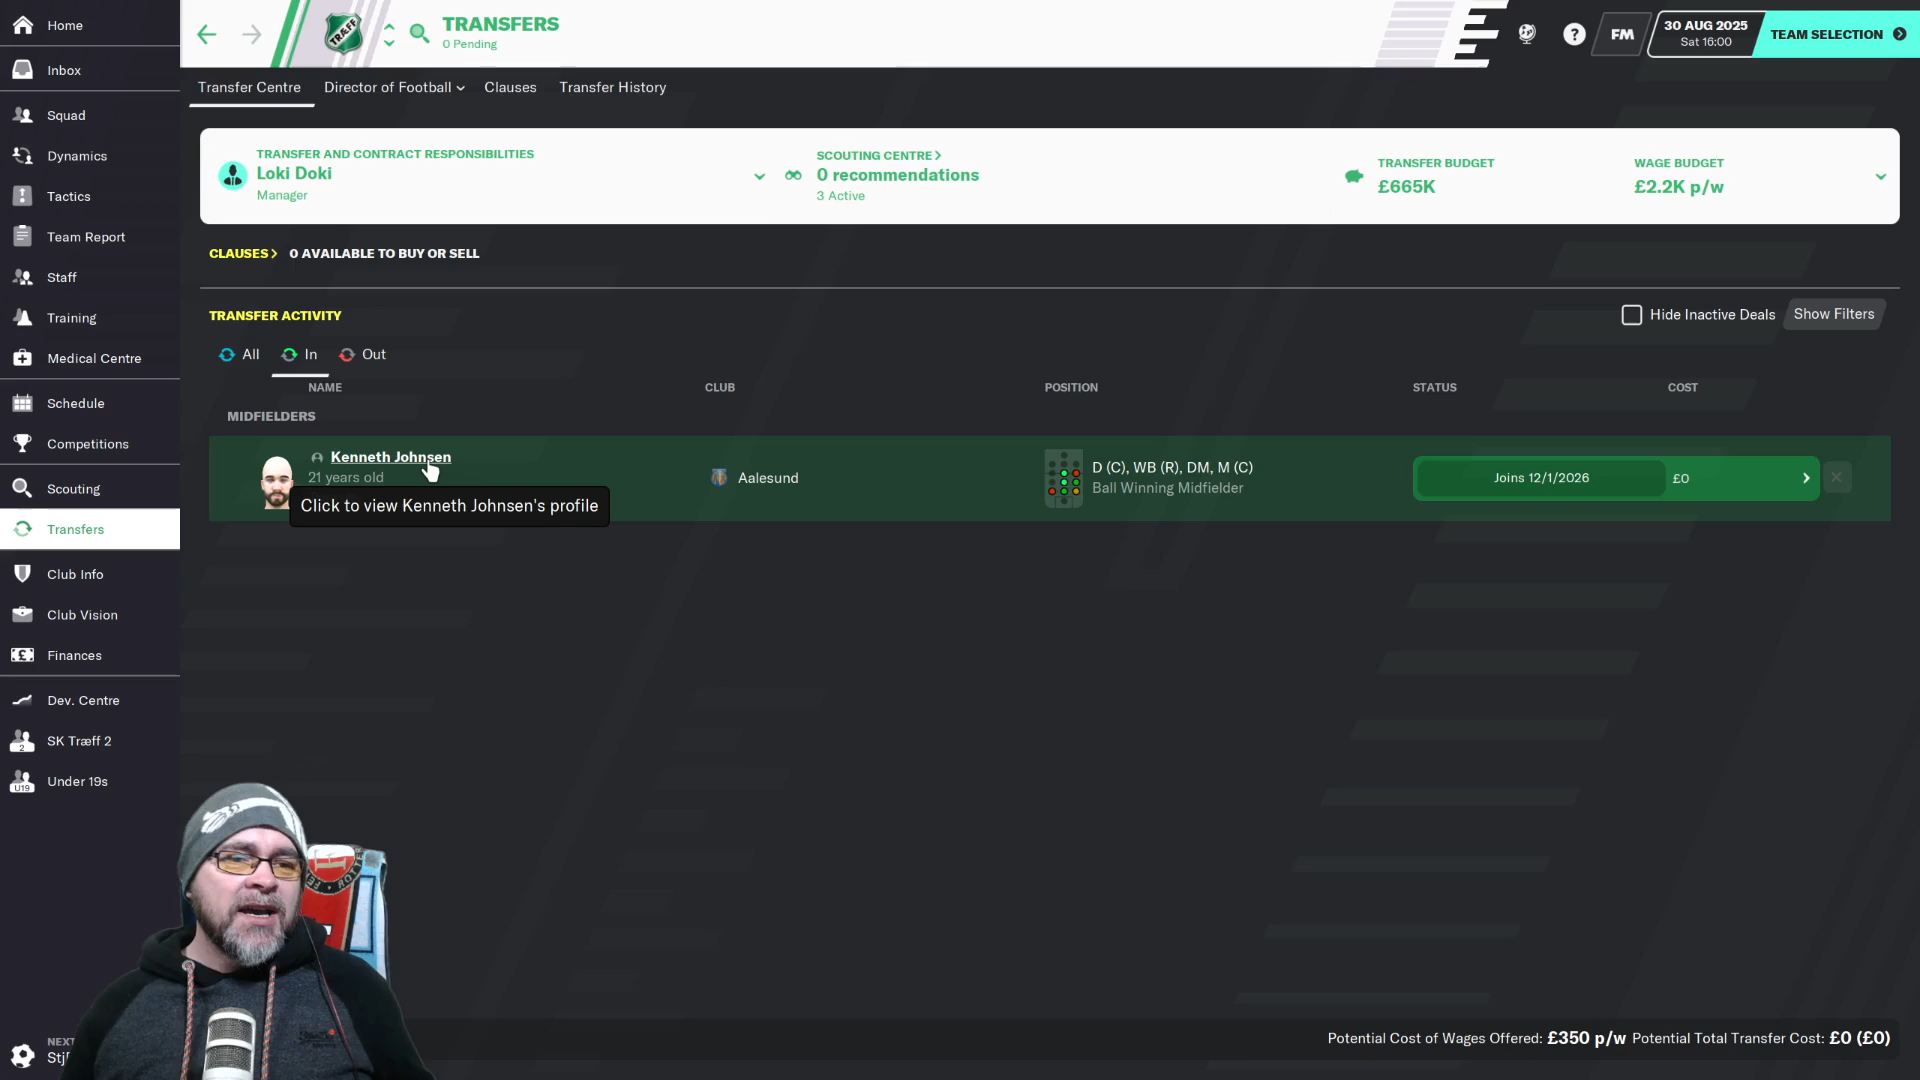 Home
Inbox
Squad
Dynamics
Tactics
Team Report
Staff
Training
Medical Centre
Schedule
Competitions
Scouting
Transfers
Club Info
Club Vision
Finances
Dev. Centre
2
SK Træff 2
U19
Under 19s
NEXT
TRÆFF
TRANSFERS
0 Pending
?
FM
30 AUG 2025
Sat 16:00
TEAM SELECTION
Transfer Centre
Director of Football
Clauses
Transfer History
TRANSFER AND CONTRACT RESPONSIBILITIES
Loki Doki
Manager
SCOUTING CENTRE >
0 recommendations
3 Active
TRANSFER BUDGET
£665K
WAGE BUDGET
£2.2K p/w
CLAUSES > 0 AVAILABLE TO BUY OR SELL
TRANSFER ACTIVITY
Hide Inactive Deals
Show Filters
All
In
Out
NAME
CLUB
POSITION
STATUS
COST
MIDFIELDERS
Kenneth Johnsen
21 years old
Click to view Kenneth Johnsen's profile
Aalesund
D (C), WB (R), DM, M (C)
Ball Winning Midfielder
Joins 12/1/2026
£0
Potential Cost of Wages Offered: £350 p/w Potential Total Transfer Cost: £0 (£0)